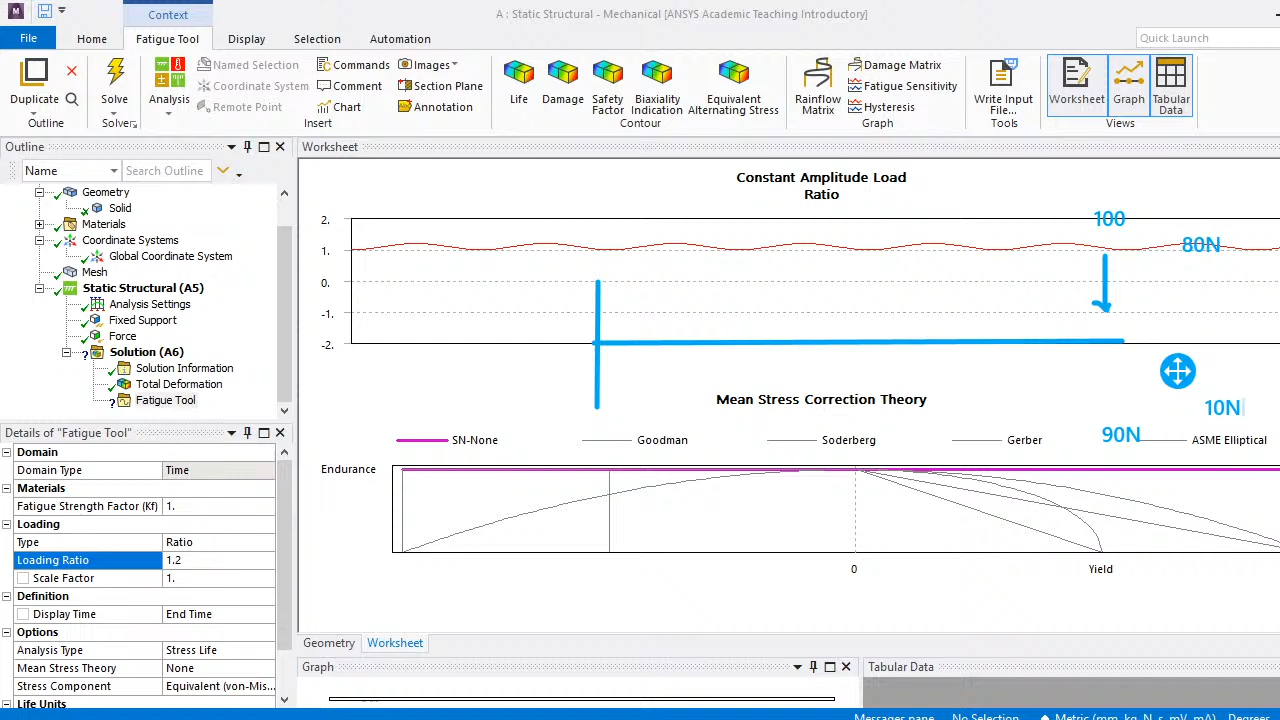 M
Context
A : Static Structural - Mechanical [ANSYS Academic Teaching Introductory]
File
Home
Fatigue Tool
Display
Selection
Automation
Quick Launch
Duplicate
Outline
Solve
Solver
Analysis
Named Selection
Coordinate System
Remote Point
Commands
Comment
Chart
Images
Section Plane
Annotation
Insert
Life
Damage
Safety
Factor
Biaxiality
Indication
Equivalent
Alternating Stress
Contour
Rainflow
Matrix
Damage Matrix
Fatigue Sensitivity
Hysteresis
Graph
Write Input
File...
Tools
Worksheet
Graph
Tabular
Data
Views
Outline
Name
Search Outline
Geometry
Solid
Materials
Coordinate Systems
Global Coordinate System
Mesh
Static Structural (A5)
Analysis Settings
Fixed Support
Force
Solution (A6)
Solution Information
Total Deformation
Fatigue Tool
Details of "Fatigue Tool"
Domain
Domain Type Time
Materials
Fatigue Strength Factor (Kf) 1.
Loading
Type Ratio
Loading Ratio 1.2
Scale Factor 1.
Definition
Display Time End Time
Options
Analysis Type Stress Life
Mean Stress Theory None
Stress Component Equivalent (von-Mis...
Life Units
Worksheet
Constant Amplitude Load
Ratio
2.
1.
0.
-1.
-2.
100
80N
10N
90N
Mean Stress Correction Theory
SN-None Goodman Soderberg Gerber ASME Elliptical
Endurance
0 Yield
Geometry Worksheet
Graph
Tabular Data
Messages pane No Selection Metric (mm, kg, N, s, mV, mA) Degrees